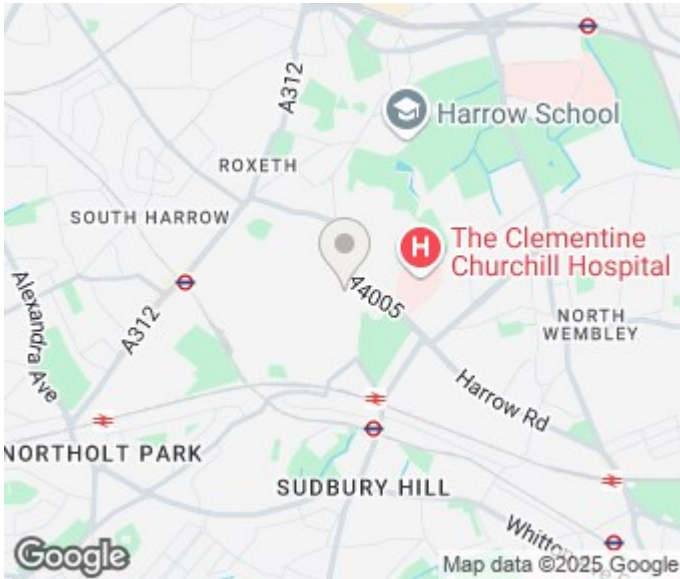 A312
Harrow School
ROXETH
SOUTH HARROW
H
The Clementine
Churchill Hospital
A4005
Alexandra Ave
A312
NORTH
WEMBLEY
Harrow Rd
NORTHOLT PARK
SUDBURY HILL
Whitton
Google
Map data ©2025 Google